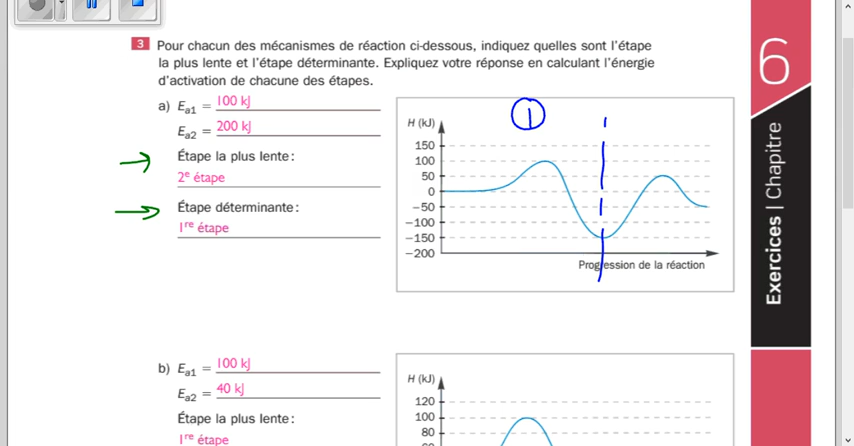 3 Pour chacun des mécanismes de réaction ci-dessous, indiquez quelles sont l'étape
la plus lente et l'étape déterminante. Expliquez votre réponse en calculant l'énergie
d'activation de chacune des étapes.
a) Ea1 = 100 kJ
Ea2 = 200 kJ
Étape la plus lente :
2e étape
Étape déterminante :
1re étape
H (kJ)
1
150
100
50
0
−50
−100
−150
−200
Progression de la réaction
b) Ea1 = 100 kJ
Ea2 = 40 kJ
Étape la plus lente :
1re étape
H (kJ)
120
100
80
6
Exercices | Chapitre